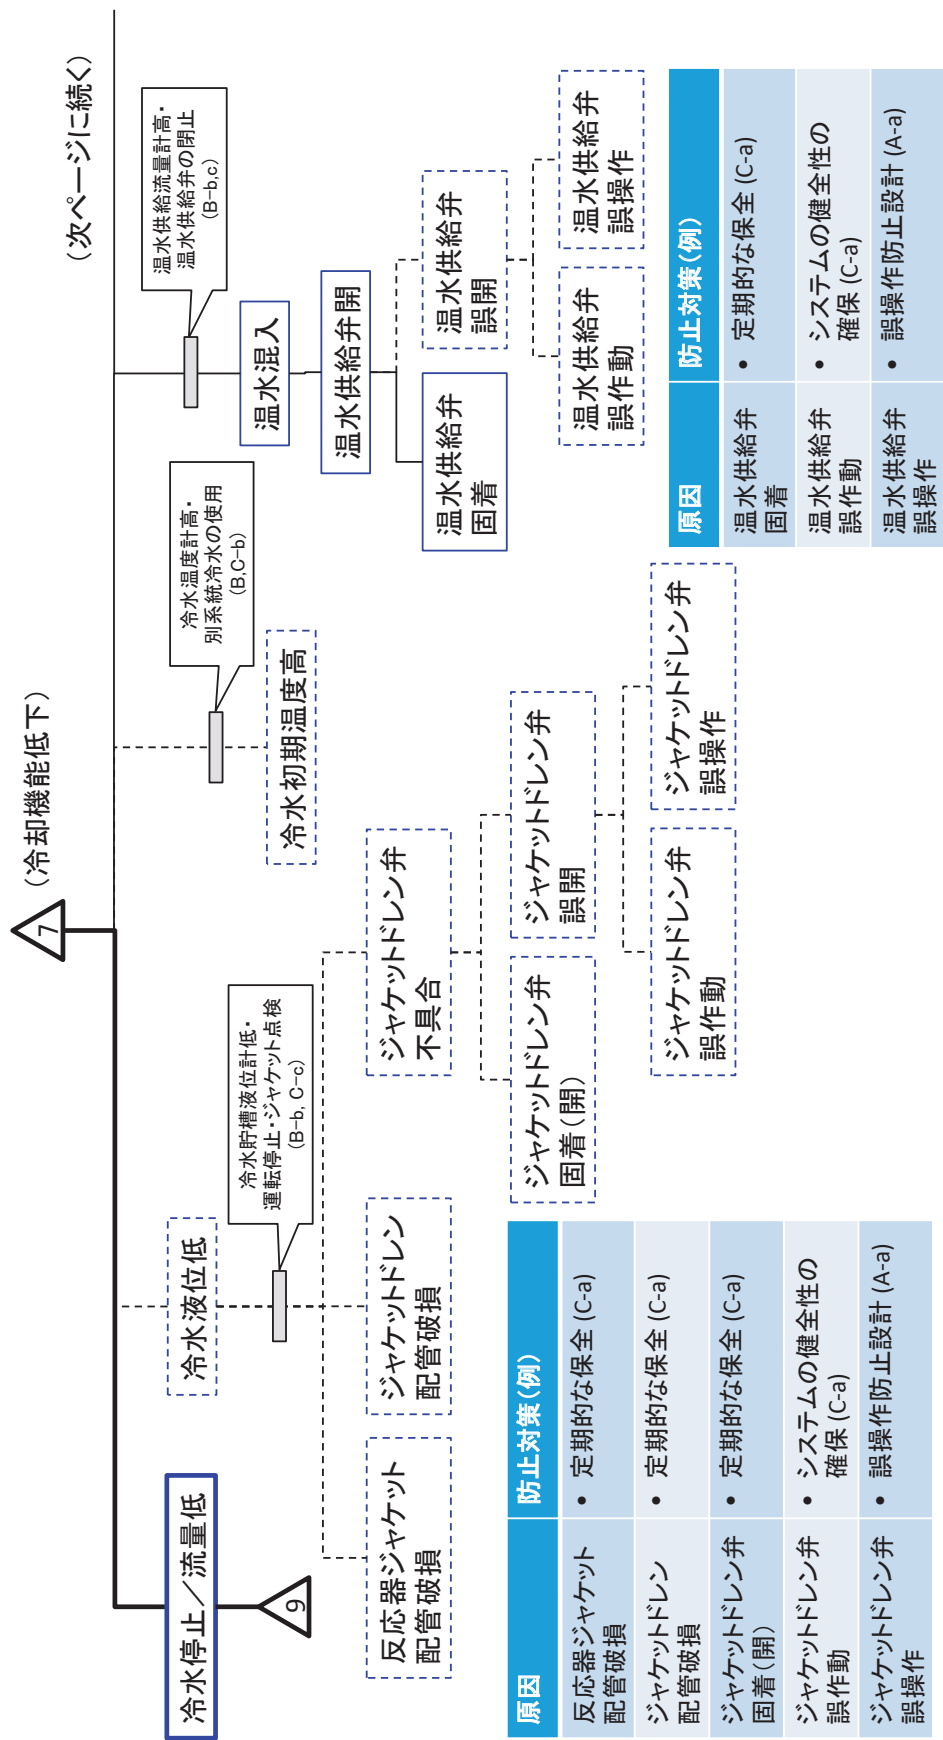 7
(冷却機能低下)
(次ページに続く)
冷水停止/流量低
9
冷水液位低
冷水貯槽液位計低・
運転停止・ジャケット点検
(B-b, C-c)
反応器ジャケット
配管破損
ジャケットドレン
配管破損
ジャケットドレン弁
不具合
ジャケットドレン弁
固着(開)
ジャケットドレン弁
誤開
ジャケットドレン弁
誤作動
ジャケットドレン弁
誤操作
冷水温度計高・
別系統冷水の使用
(B,C-b)
冷水初期温度高
温水供給流量計高・
温水供給弁の閉止
(B-b,c)
温水混入
温水供給弁開
温水供給弁
固着
温水供給弁
誤開
温水供給弁
誤作動
温水供給弁
誤操作
原因 防止対策(例)
反応器ジャケット
配管破損
• 定期的な保全 (C-a)
ジャケットドレン
配管破損
• 定期的な保全 (C-a)
ジャケットドレン弁
固着(開)
• 定期的な保全 (C-a)
ジャケットドレン弁
誤作動
• システムの健全性の
確保 (C-a)
ジャケットドレン弁
誤操作
• 誤操作防止設計 (A-a)
原因 防止対策(例)
温水供給弁
固着
• 定期的な保全 (C-a)
温水供給弁
誤作動
• システムの健全性の
確保 (C-a)
温水供給弁
誤操作
• 誤操作防止設計 (A-a)